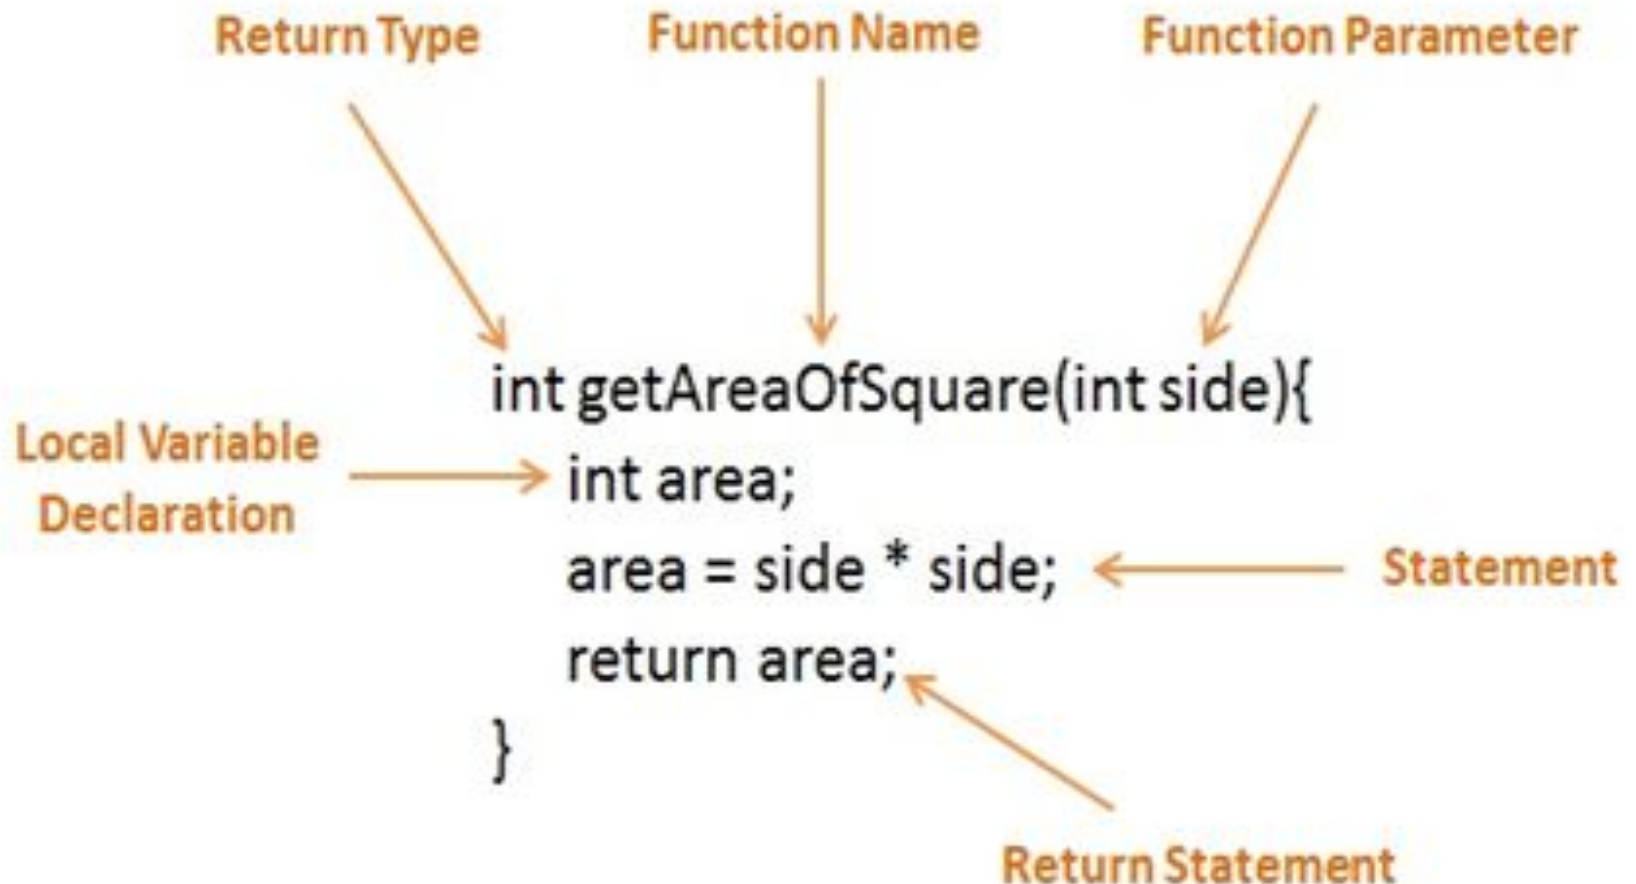 Return Type
Function Name
Function Parameter
int getAreaOfSquare(int side){
Local Variable
Declaration
int area;
area = side * side;
Statement
return area;
}
Return Statement